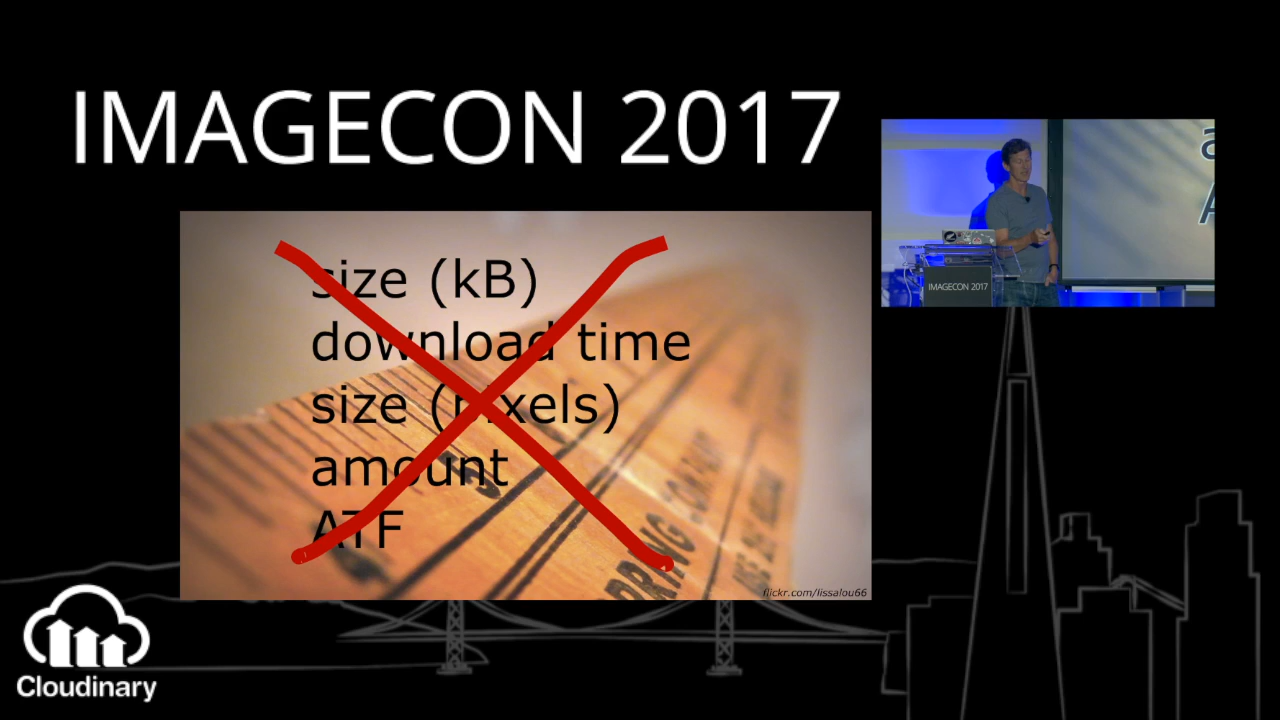 IMAGECON 2017
size (kB)
download time
size (pixels)
amount
ATF
flickr.com/lissalou66
IMAGECON 2017
Cloudinary